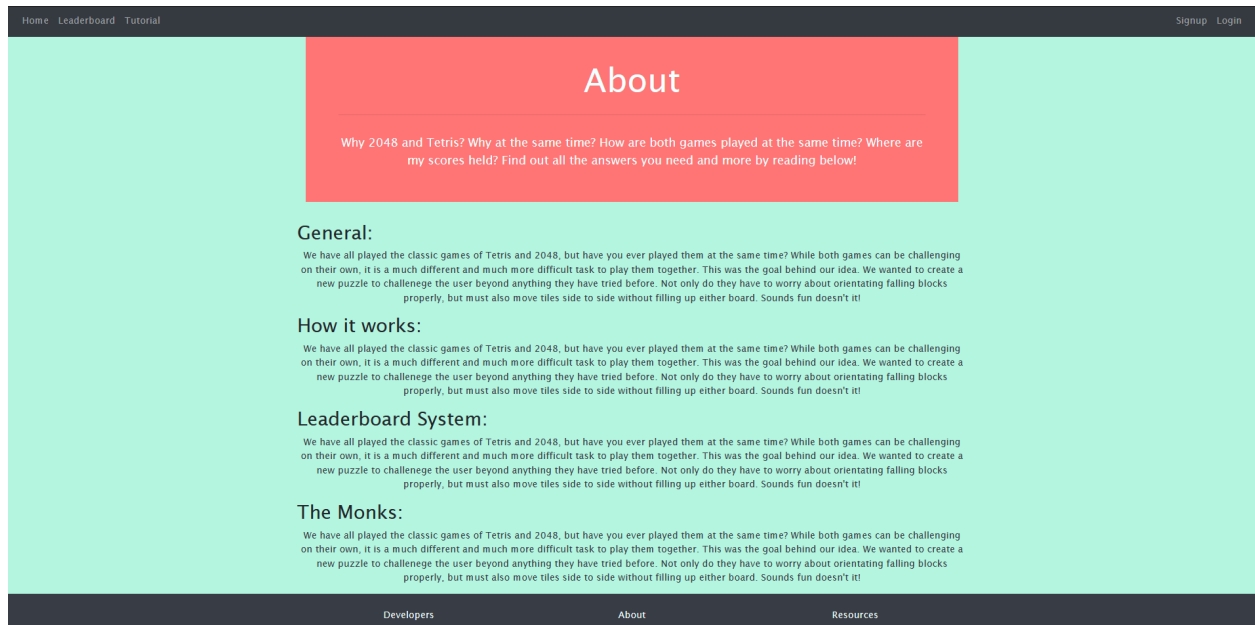 Home Leaderboard Tutorial Signup Login
About
Why 2048 and Tetris? Why at the same time? How are both games played at the same time? Where are
my scores held? Find out all the answers you need and more by reading below!
General:
We have all played the classic games of Tetris and 2048, but have you ever played them at the same time? While both games can be challenging
on their own, it is a much different and much more difficult task to play them together. This was the goal behind our idea. We wanted to create a
new puzzle to challenege the user beyond anything they have tried before. Not only do they have to worry about orientating falling blocks
properly, but must also move tiles side to side without filling up either board. Sounds fun doesn't it!
How it works:
We have all played the classic games of Tetris and 2048, but have you ever played them at the same time? While both games can be challenging
on their own, it is a much different and much more difficult task to play them together. This was the goal behind our idea. We wanted to create a
new puzzle to challenege the user beyond anything they have tried before. Not only do they have to worry about orientating falling blocks
properly, but must also move tiles side to side without filling up either board. Sounds fun doesn't it!
Leaderboard System:
We have all played the classic games of Tetris and 2048, but have you ever played them at the same time? While both games can be challenging
on their own, it is a much different and much more difficult task to play them together. This was the goal behind our idea. We wanted to create a
new puzzle to challenege the user beyond anything they have tried before. Not only do they have to worry about orientating falling blocks
properly, but must also move tiles side to side without filling up either board. Sounds fun doesn't it!
The Monks:
We have all played the classic games of Tetris and 2048, but have you ever played them at the same time? While both games can be challenging
on their own, it is a much different and much more difficult task to play them together. This was the goal behind our idea. We wanted to create a
new puzzle to challenege the user beyond anything they have tried before. Not only do they have to worry about orientating falling blocks
properly, but must also move tiles side to side without filling up either board. Sounds fun doesn't it!
Developers About Resources